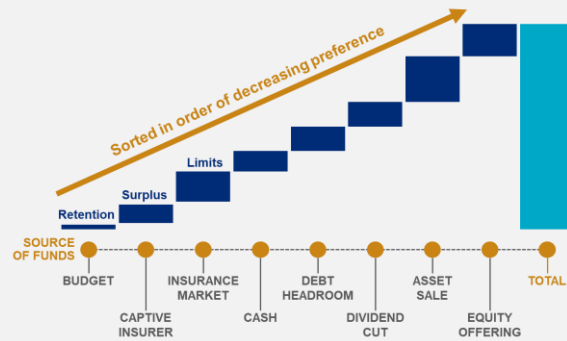 Sorted in order of decreasing preference
Limits
Surplus
Retention
SOURCE
OF FUNDS
BUDGET
CAPTIVE
INSURER
INSURANCE
MARKET
CASH
DEBT
HEADROOM
DIVIDEND
CUT
ASSET
SALE
EQUITY
OFFERING
TOTAL